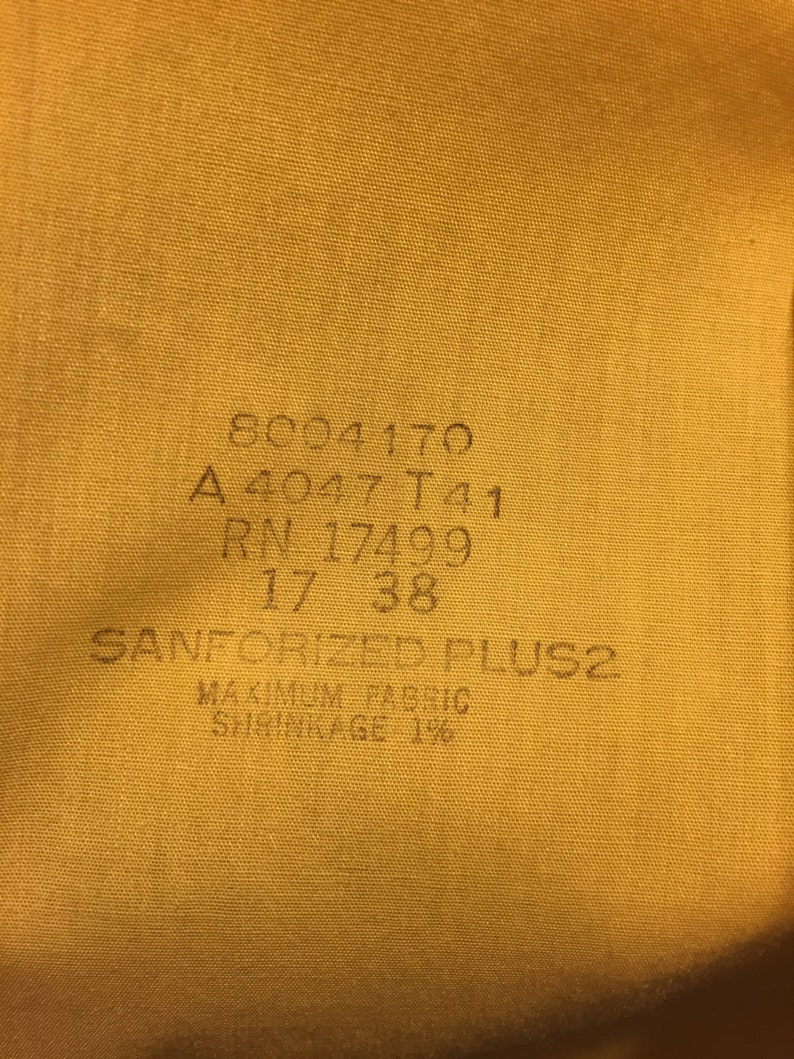 8004170
A 4047 T41
RN 17499
17 38
SANFORIZED PLUS2
MAXIMUM FABRIC
SHRINKAGE 1%